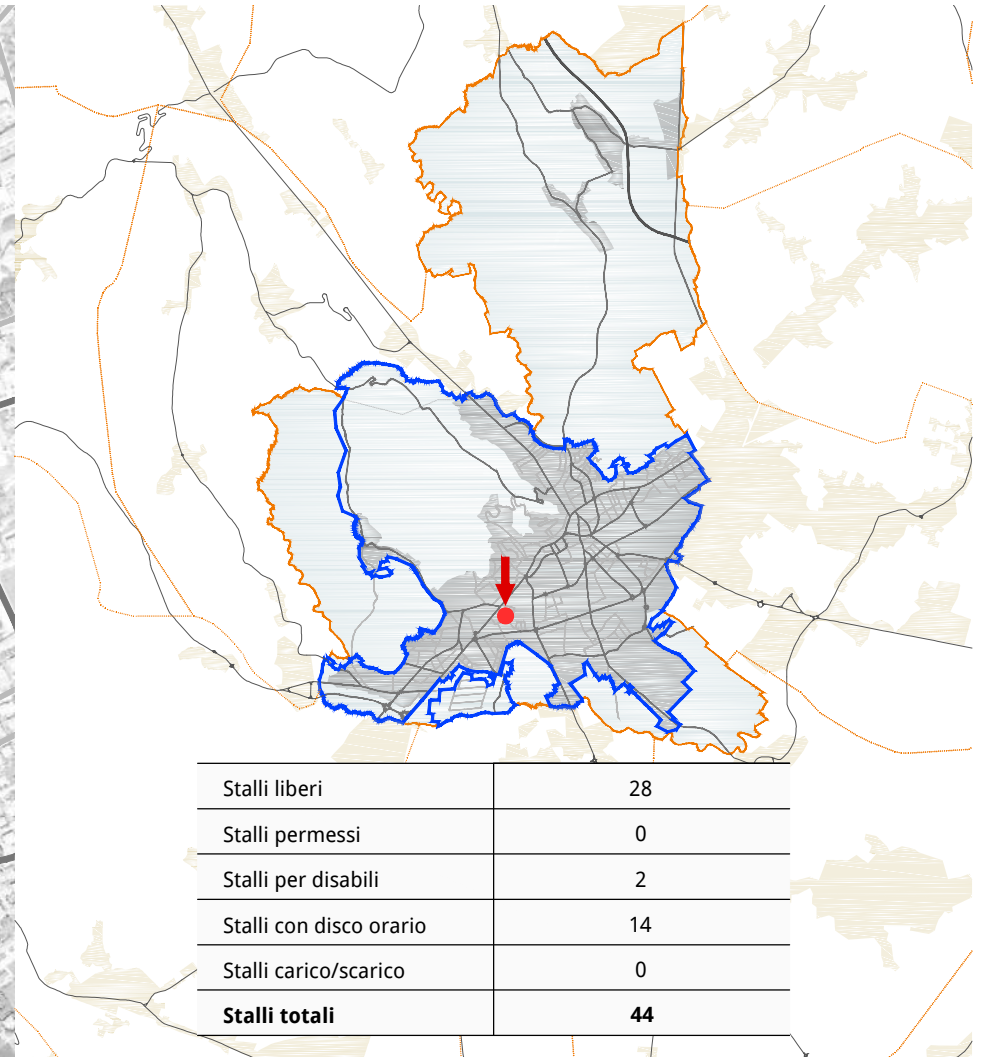 Stalli liberi 28
Stalli permessi 0
Stalli per disabili 2
Stalli con disco orario 14
Stalli carico/scarico 0
Stalli totali 44